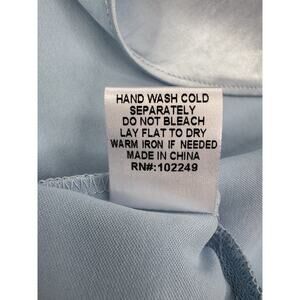 HAND WASH COLD
SEPARATELY
DO NOT BLEACH
LAY FLAT TO DRY
WARM IRON IF NEEDED
MADE IN CHINA
RN#:102249